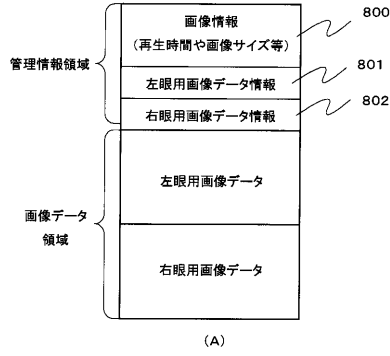 画像情報
(再生時間や画像サイズ等)
800
801
管理情報領域
左眼用画像データ情報
802
右眼用画像データ情報
左眼用画像データ
画像データ
領域
右眼用画像データ
(A)